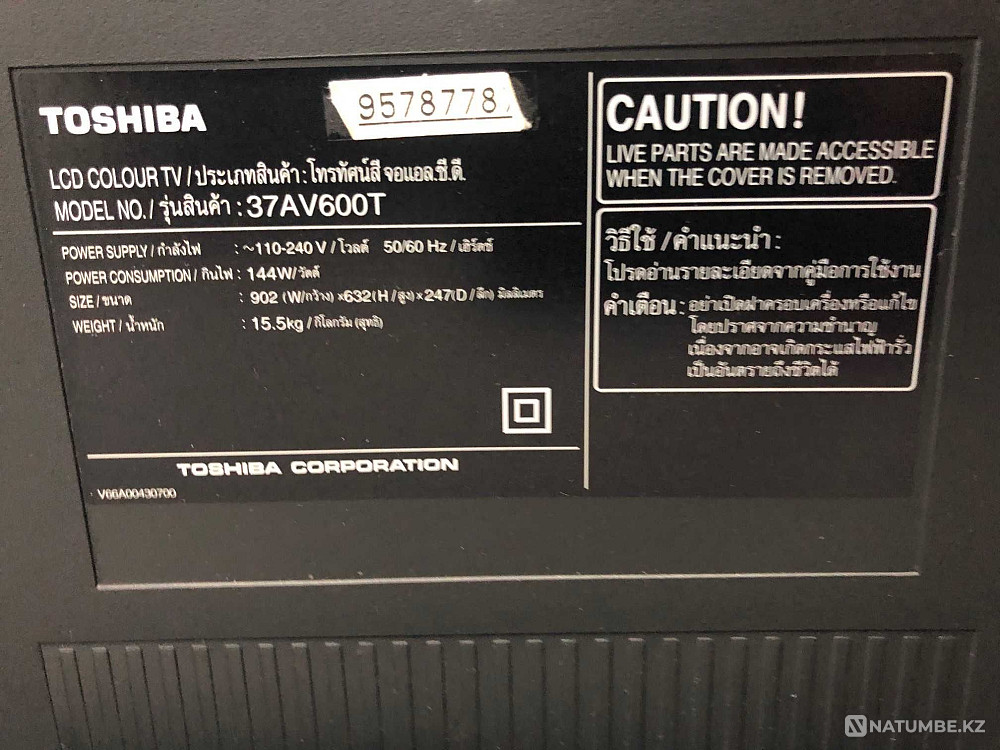 TOSHIBA
9578778
LCD COLOUR TV / ประเภทสินค้า : โทรทัศน์สี จอแอล.ซี.ดี.
MODEL NO. / รุ่นสินค้า : 37AV600T
POWER SUPPLY / กำลังไฟ : ~110-240 V / โวลต์ 50/60 Hz / เฮิร์ตซ์
POWER CONSUMPTION / กินไฟ : 144W / วัตต์
SIZE / ขนาด : 902 (W/กว้าง) x632(H / สูง)x247(D / ลึก) มิลลิเมตร
WEIGHT / น้ำหนัก : 15.5kg / กิโลกรัม (สุทธิ)
TOSHIBA CORPORATION
V66A00430700
CAUTION!
LIVE PARTS ARE MADE ACCESSIBLE
WHEN THE COVER IS REMOVED.
วิธีใช้ / คำแนะนำ :
โปรดอ่านรายละเอียดจากคู่มือการใช้งาน
คำเตือน : อย่าเปิดฝาครอบเครื่องหรือแก้ไข
โดยปราศจากความชำนาญ
เนื่องจากอาจเกิดกระแสไฟฟ้ารั่ว
เป็นอันตรายถึงชีวิตได้
NATUMBE.KZ